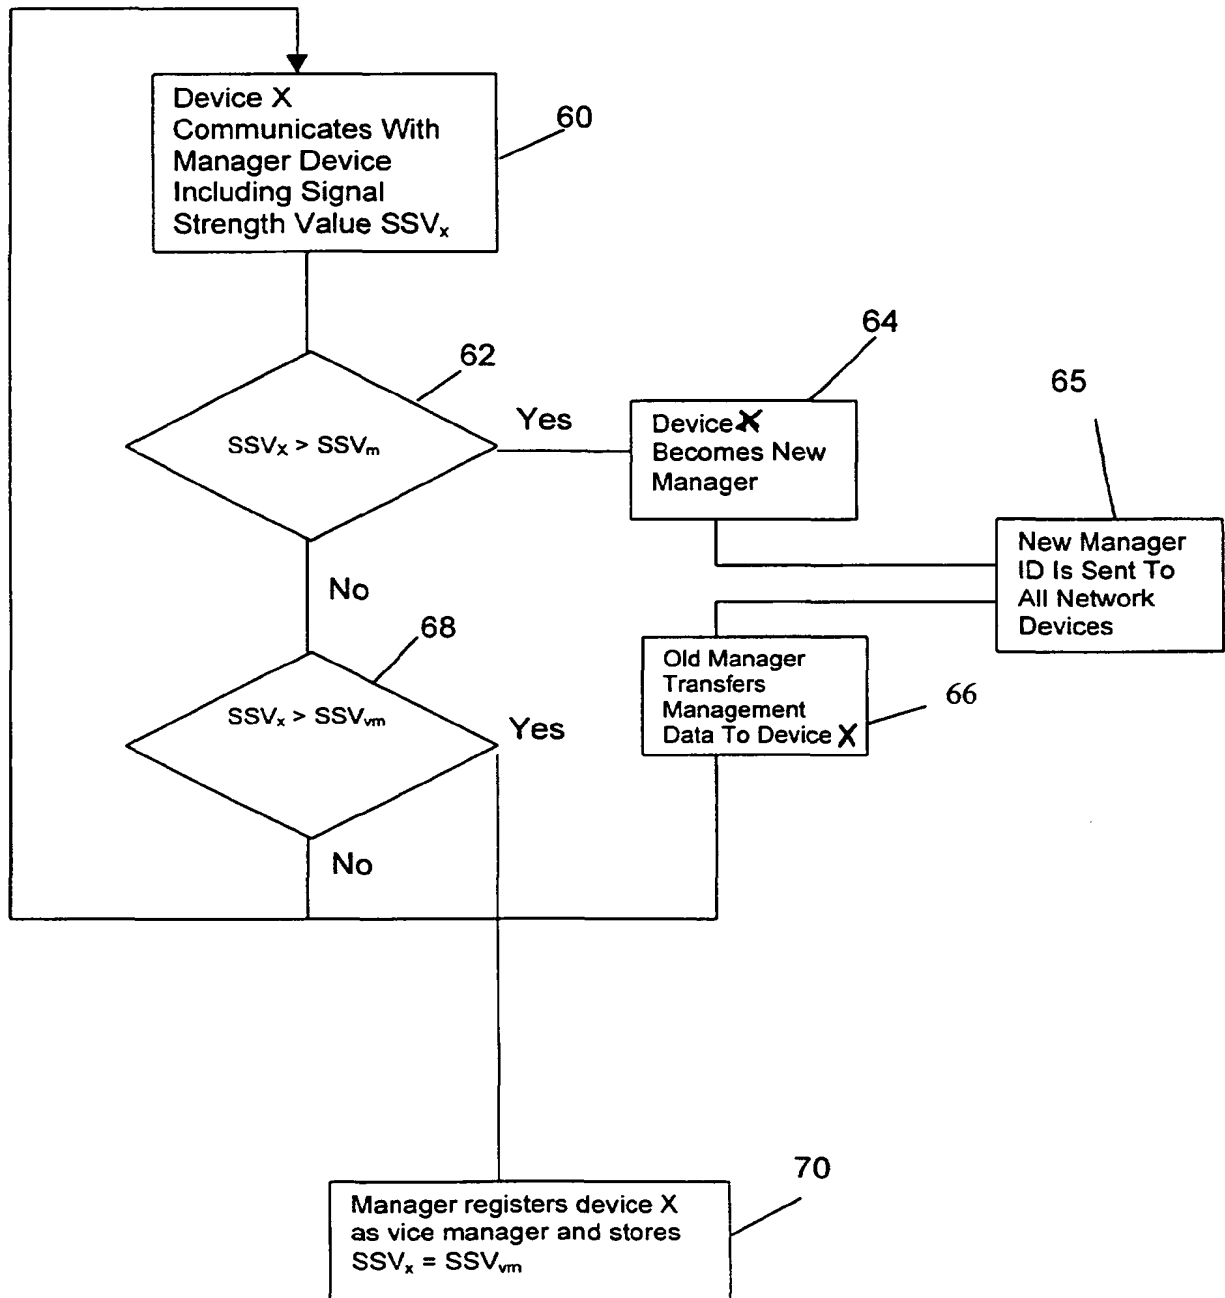 Device X
Communicates With
Manager Device
Including Signal
Strength Value SSVₓ
60
62
SSVₓ > SSVₘ
Yes
64
Device X
Becomes New
Manager
65
New Manager
ID Is Sent To
All Network
Devices
No
68
SSVₓ > SSVᵥₘ
Yes
Old Manager
Transfers
Management
Data To Device X
66
No
70
Manager registers device X
as vice manager and stores
SSVₓ = SSVᵥₘ